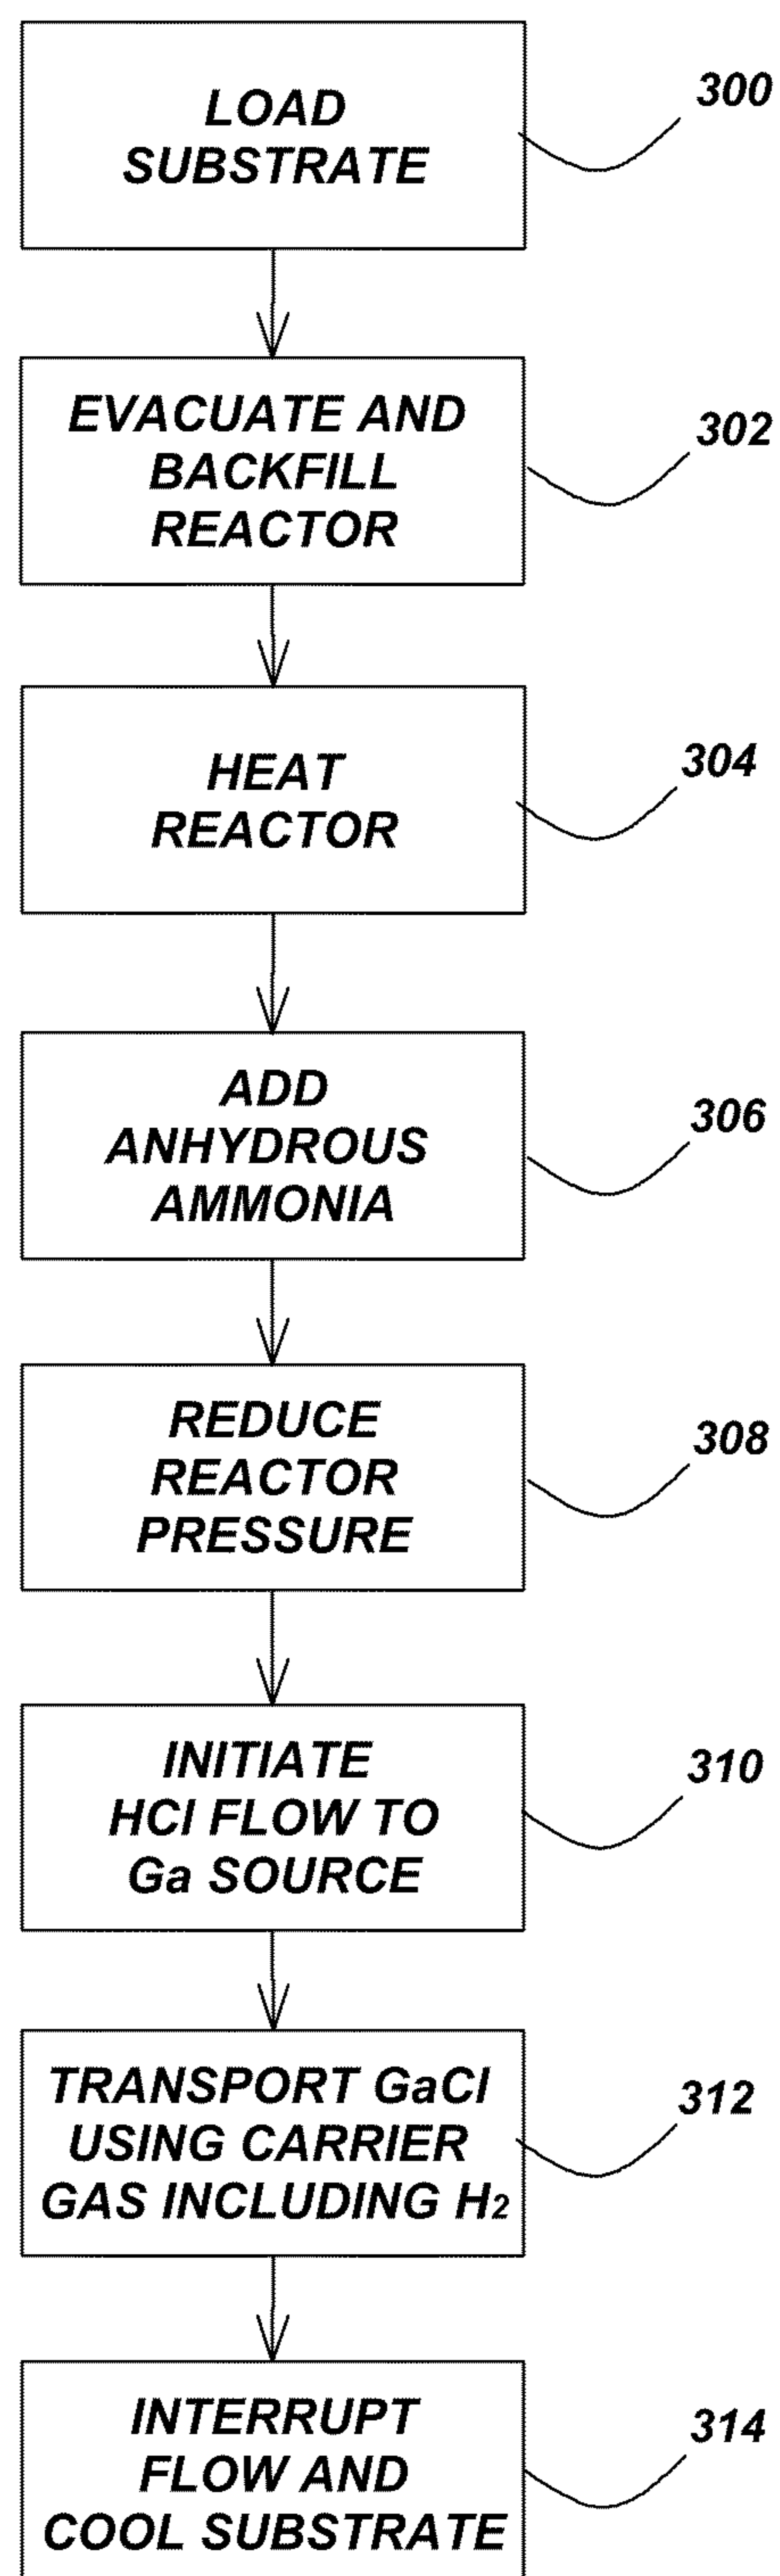 LOAD
SUBSTRATE
300
EVACUATE AND
BACKFILL
REACTOR
302
HEAT
REACTOR
304
ADD
ANHYDROUS
AMMONIA
306
REDUCE
REACTOR
PRESSURE
308
INITIATE
HCl FLOW TO
Ga SOURCE
310
TRANSPORT GaCl
USING CARRIER
GAS INCLUDING H2
312
INTERRUPT
FLOW AND
COOL SUBSTRATE
314